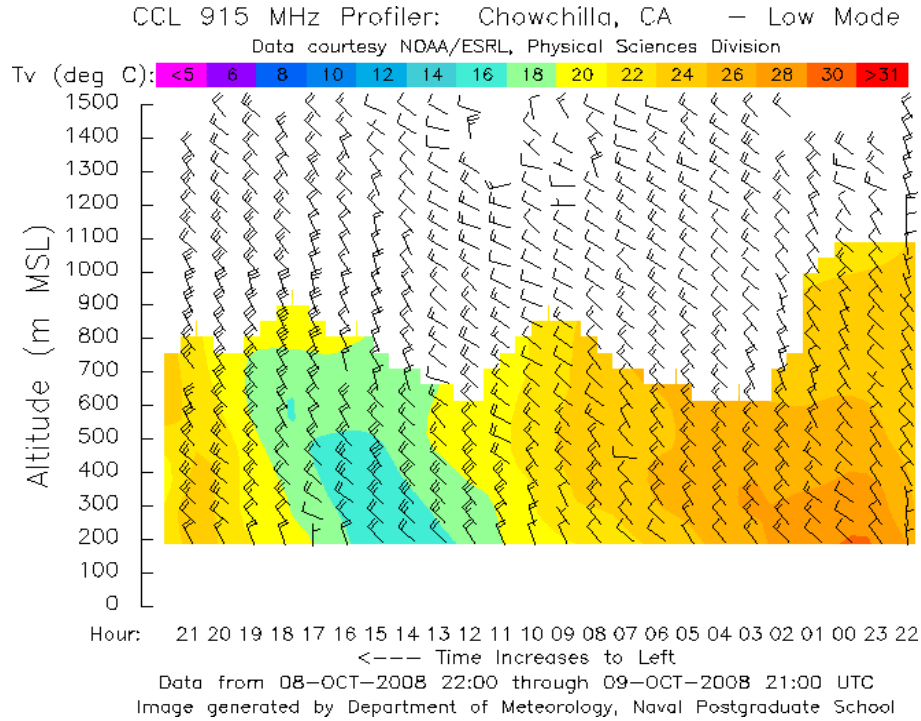 CCL 915 MHz Profiler: Chowchilla, CA – Low Mode
Data courtesy NOAA/ESRL, Physical Sciences Division
Tv (deg C): <5 6 8 10 12 14 16 18 20 22 24 26 28 30 >31
Altitude (m MSL)
1500
1400
1300
1200
1100
1000
900
800
700
600
500
400
300
200
100
0
Hour: 21 20 19 18 17 16 15 14 13 12 11 10 09 08 07 06 05 04 03 02 01 00 23 22
<––– Time Increases to Left
Data from 08-OCT-2008 22:00 through 09-OCT-2008 21:00 UTC
Image generated by Department of Meteorology, Naval Postgraduate School